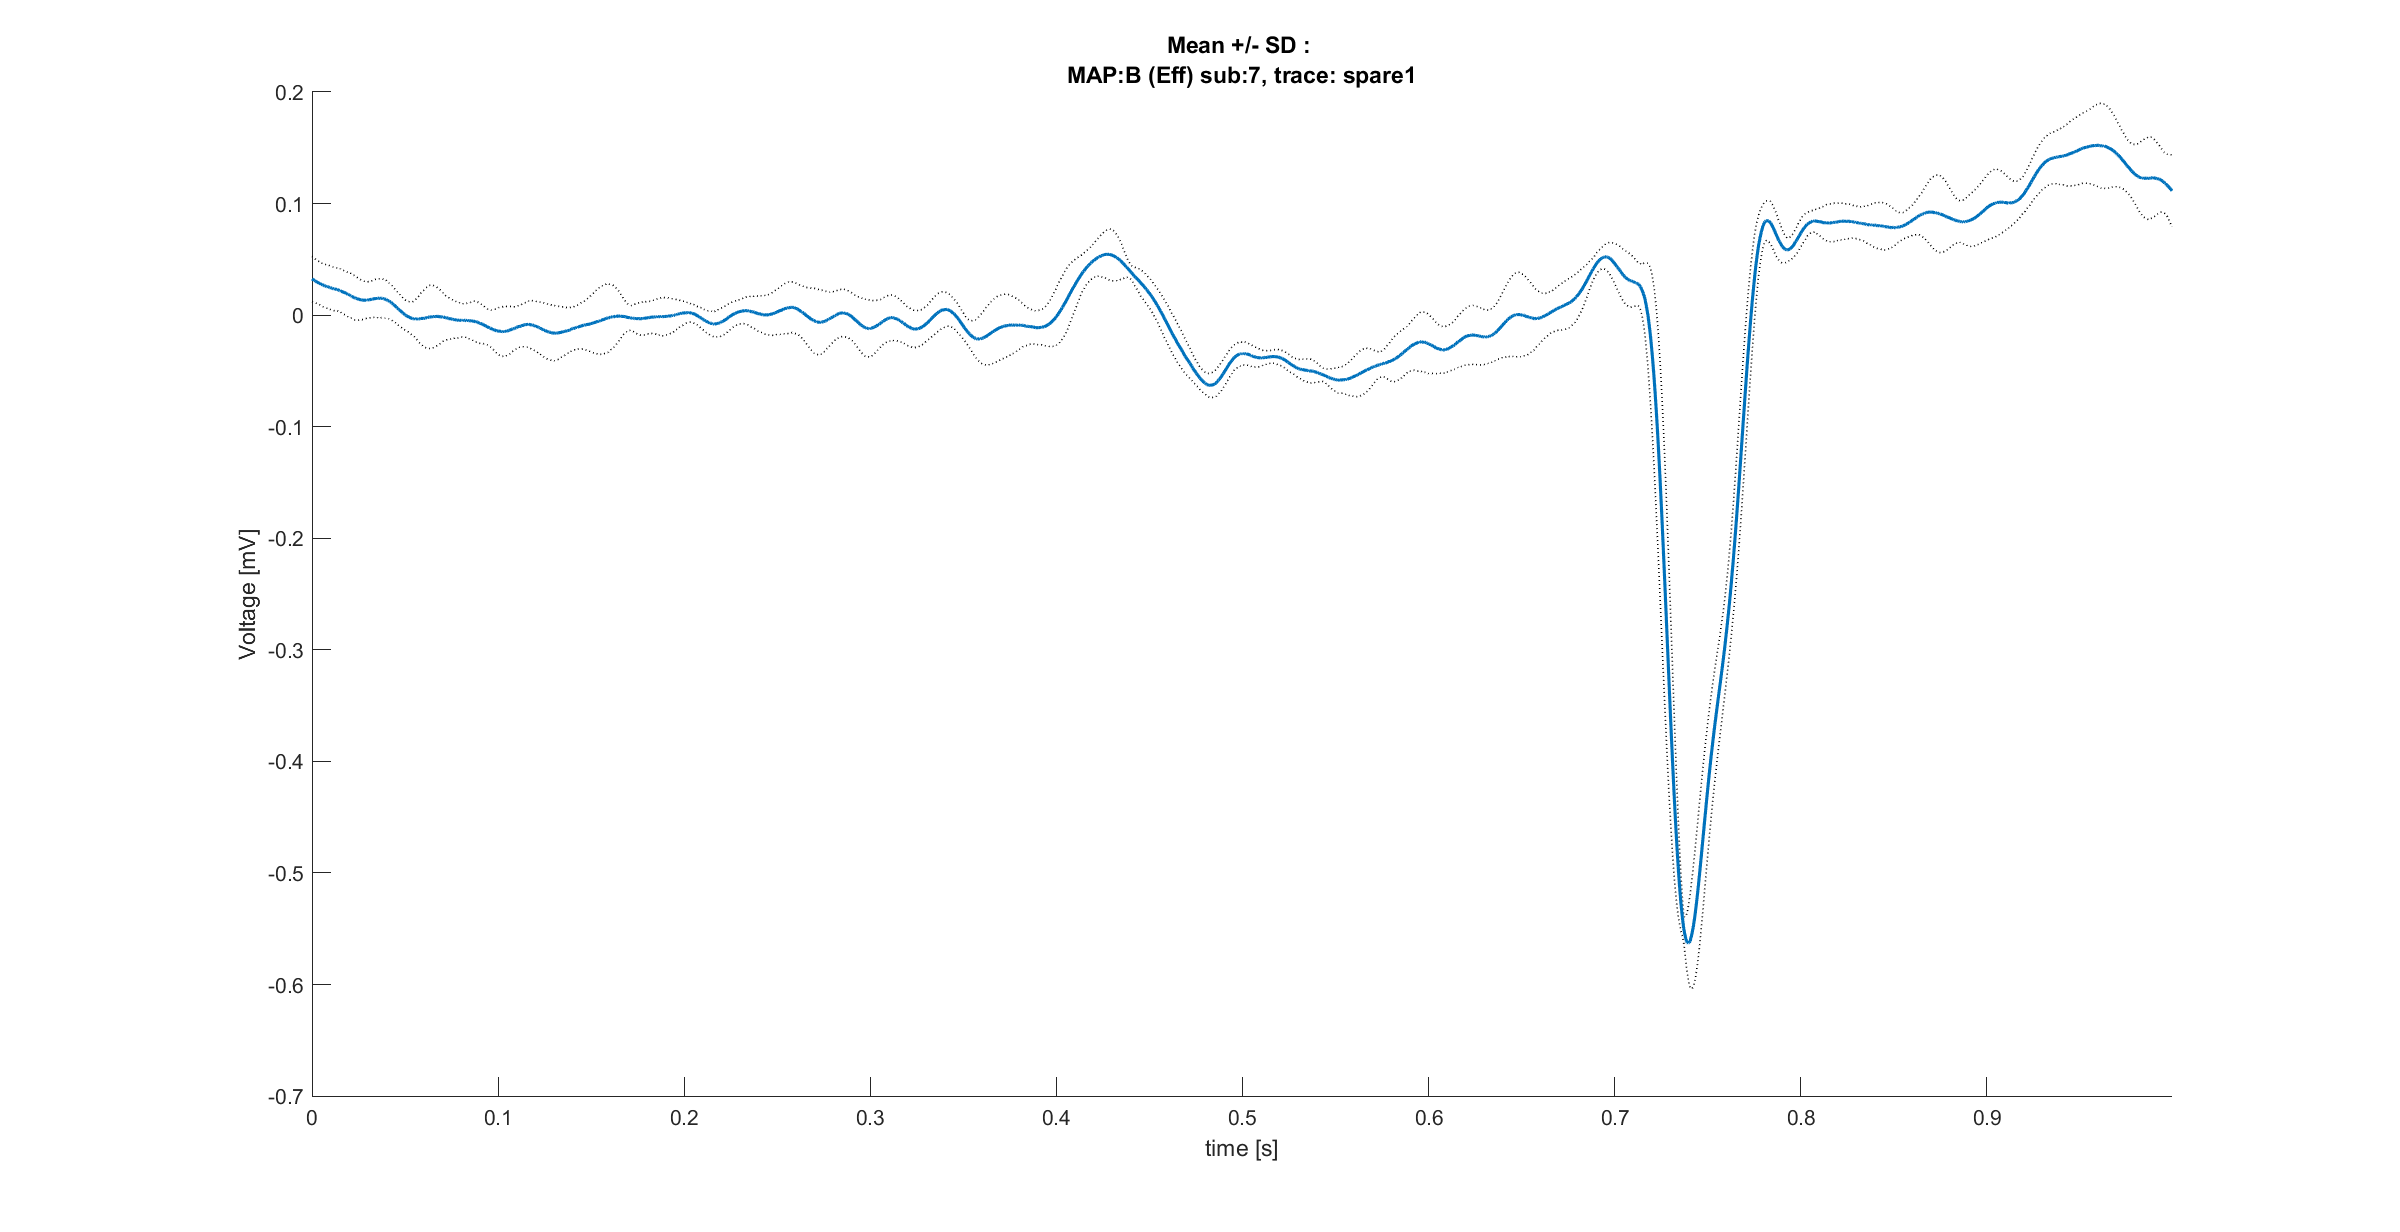 Mean +/- SD :
MAP:B (Eff) sub:7, trace: spare1
0.2
0.1
0
-0.1
-0.2
-0.3
-0.4
-0.5
-0.6
-0.7
Voltage [mV]
0 0.1 0.2 0.3 0.4 0.5 0.6 0.7 0.8 0.9
time [s]